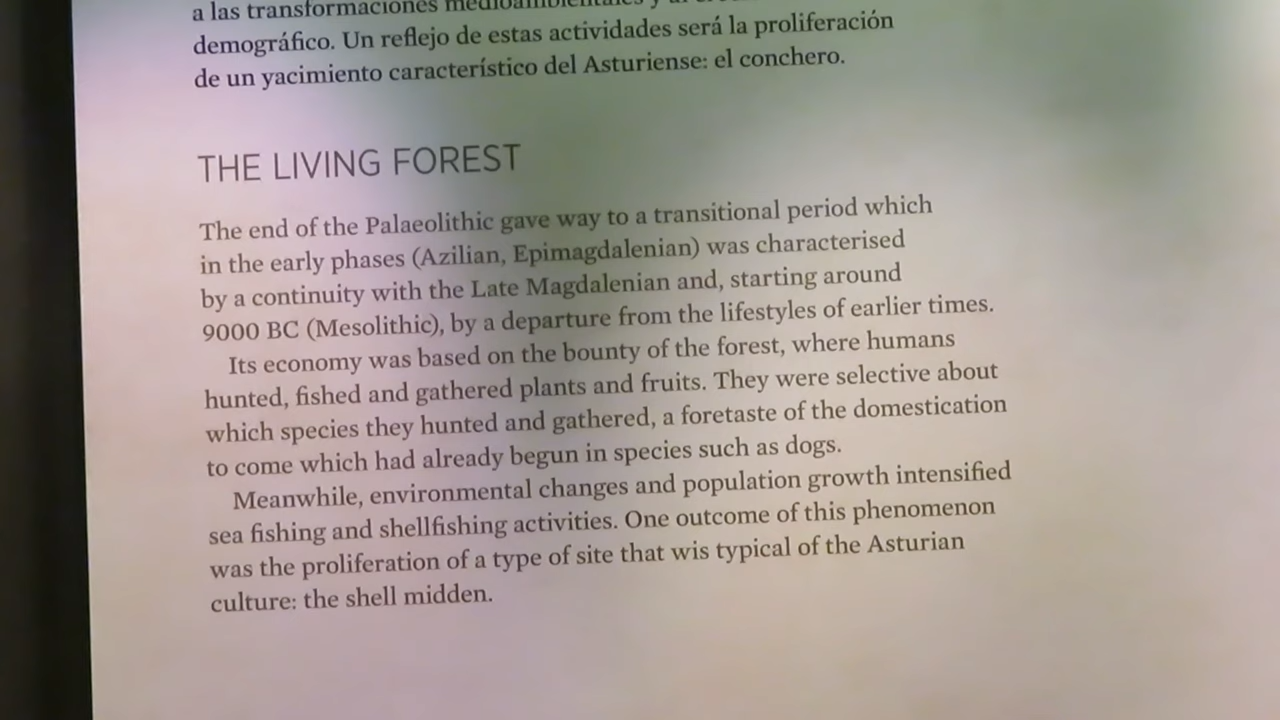 a las transformaciones medioambientales y al
demográfico. Un reflejo de estas actividades será la proliferación
de un yacimiento característico del Asturiense: el conchero.
THE LIVING FOREST
The end of the Palaeolithic gave way to a transitional period which
in the early phases (Azilian, Epimagdalenian) was characterised
by a continuity with the Late Magdalenian and, starting around
9000 BC (Mesolithic), by a departure from the lifestyles of earlier times.
Its economy was based on the bounty of the forest, where humans
hunted, fished and gathered plants and fruits. They were selective about
which species they hunted and gathered, a foretaste of the domestication
to come which had already begun in species such as dogs.
Meanwhile, environmental changes and population growth intensified
sea fishing and shellfishing activities. One outcome of this phenomenon
was the proliferation of a type of site that wis typical of the Asturian
culture: the shell midden.